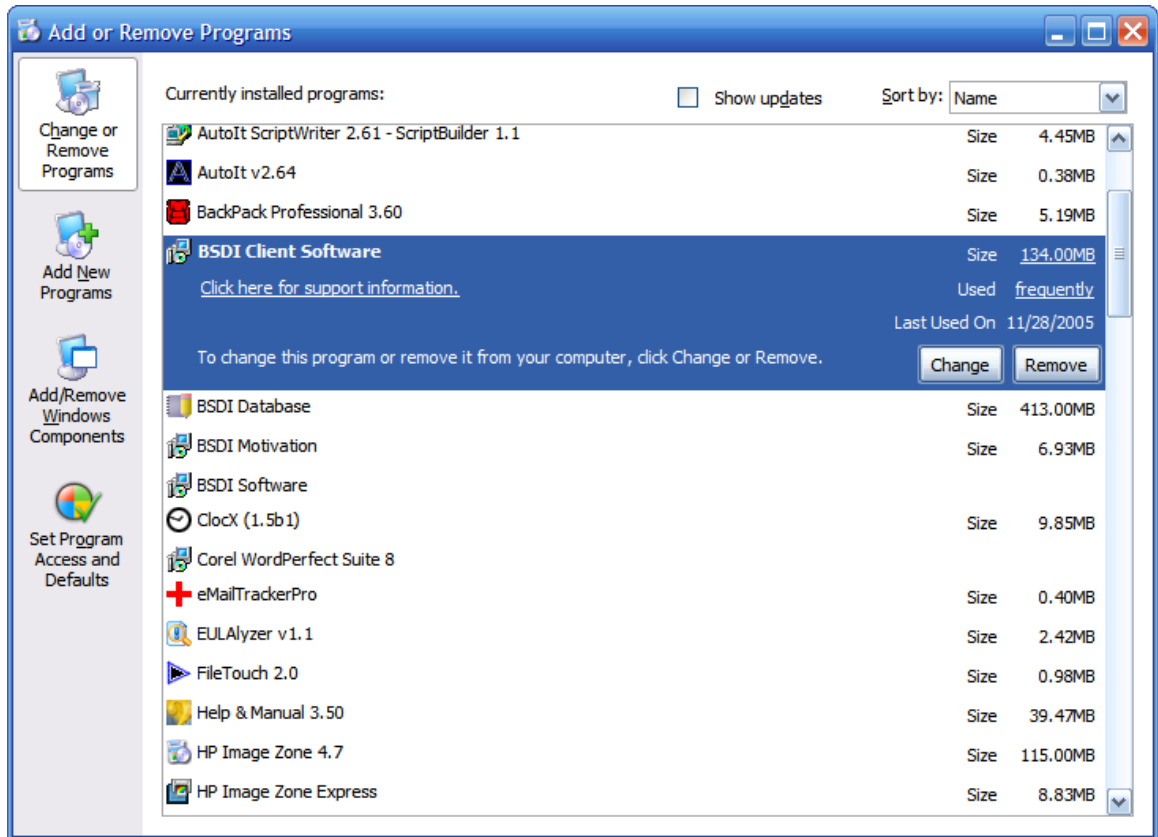 Add or Remove Programs
Change or
Remove
Programs
Add New
Programs
Add/Remove
Windows
Components
Set Program
Access and
Defaults
Currently installed programs:
Show updates
Sort by: Name
AutoIt ScriptWriter 2.61 - ScriptBuilder 1.1 Size 4.45MB
AutoIt v2.64 Size 0.38MB
BackPack Professional 3.60 Size 5.19MB
BSDI Client Software Size 134.00MB
Click here for support information. Used frequently
Last Used On 11/28/2005
To change this program or remove it from your computer, click Change or Remove. Change Remove
BSDI Database Size 413.00MB
BSDI Motivation Size 6.93MB
BSDI Software
ClocX (1.5b1) Size 9.85MB
Corel WordPerfect Suite 8
eMailTrackerPro Size 0.40MB
EULAlyzer v1.1 Size 2.42MB
FileTouch 2.0 Size 0.98MB
Help & Manual 3.50 Size 39.47MB
HP Image Zone 4.7 Size 115.00MB
HP Image Zone Express Size 8.83MB